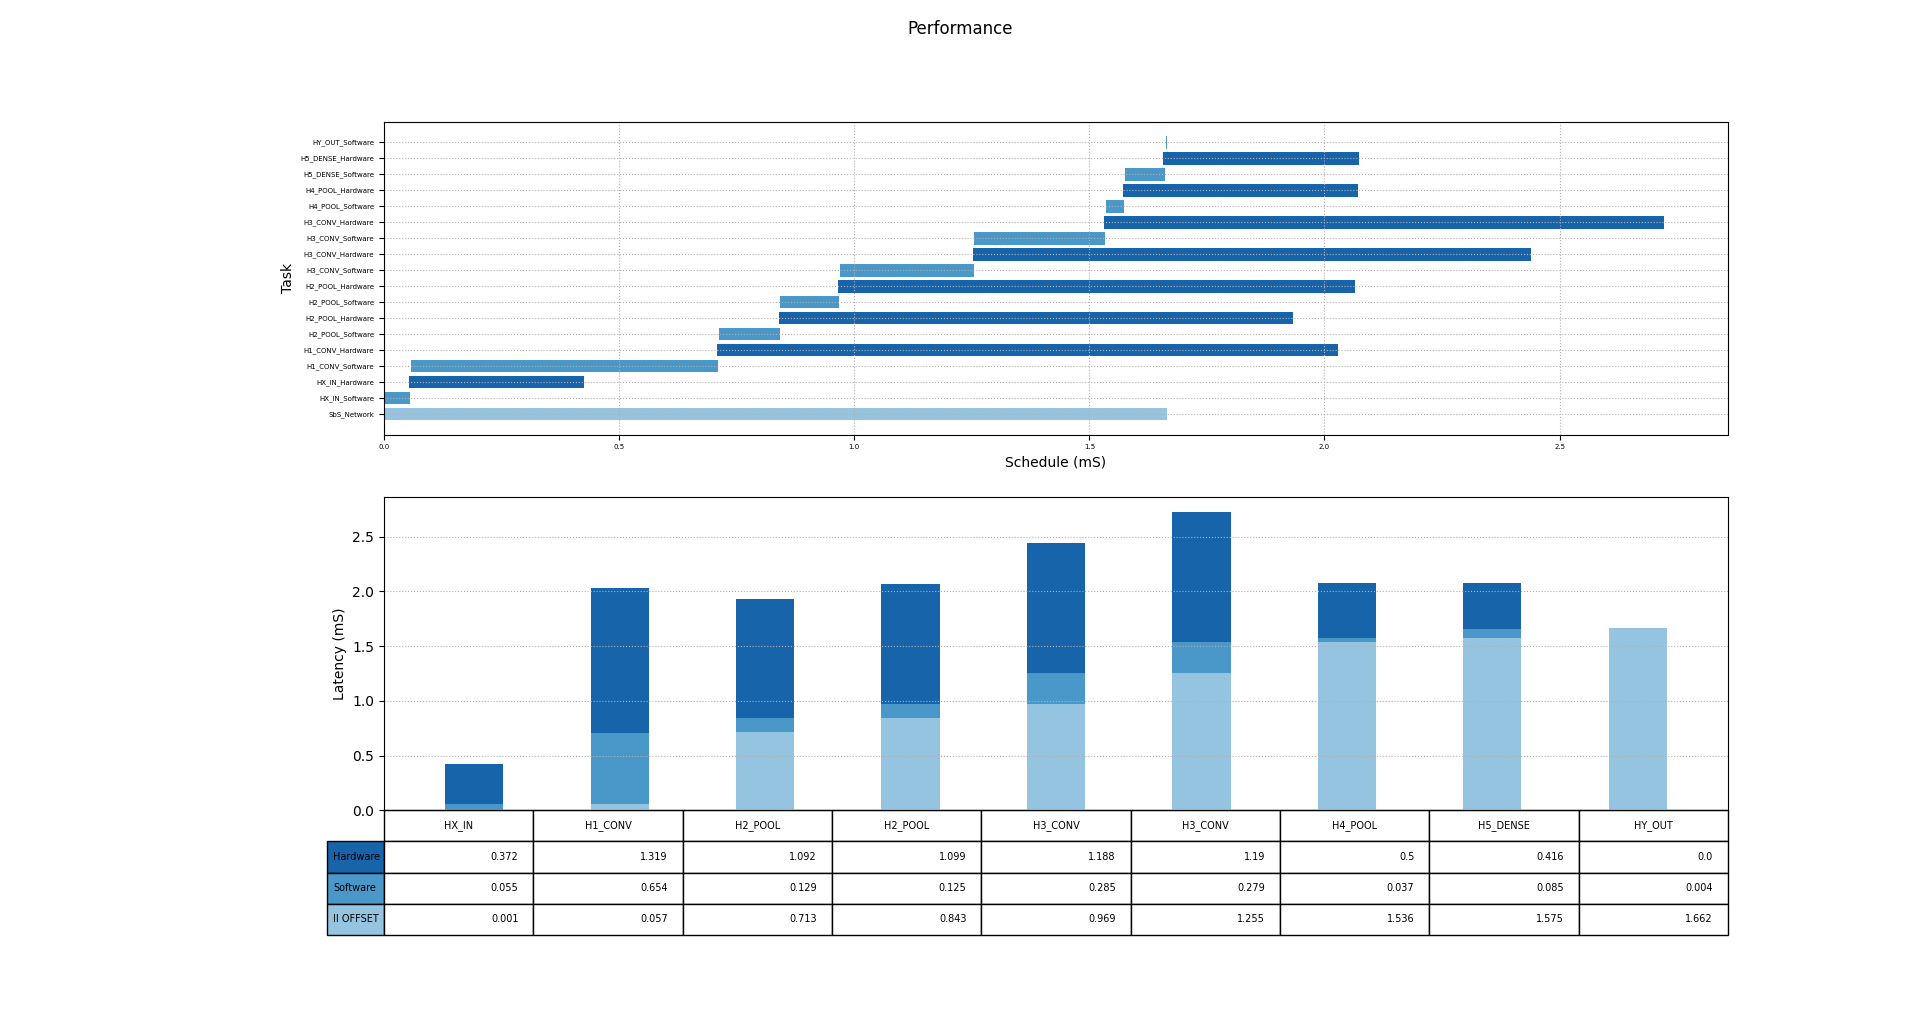 Performance
HY_OUT_Software
H5_DENSE_Hardware
H5_DENSE_Software
H4_POOL_Hardware
H4_POOL_Software
H3_CONV_Hardware
H3_CONV_Software
H3_CONV_Hardware
H3_CONV_Software
H2_POOL_Hardware
H2_POOL_Software
H2_POOL_Hardware
H2_POOL_Software
H1_CONV_Hardware
H1_CONV_Software
HX_IN_Hardware
HX_IN_Software
SbS_Network
Task
0.0 0.5 1.0 1.5 2.0 2.5
Schedule (mS)
2.5
2.0
1.5
1.0
0.5
0.0
Latency (mS)
HX_IN H1_CONV H2_POOL H2_POOL H3_CONV H3_CONV H4_POOL H5_DENSE HY_OUT
Hardware 0.372 1.319 1.092 1.099 1.188 1.19 0.5 0.416 0.0
Software 0.055 0.654 0.129 0.125 0.285 0.279 0.037 0.085 0.004
II OFFSET 0.001 0.057 0.713 0.843 0.969 1.255 1.536 1.575 1.662